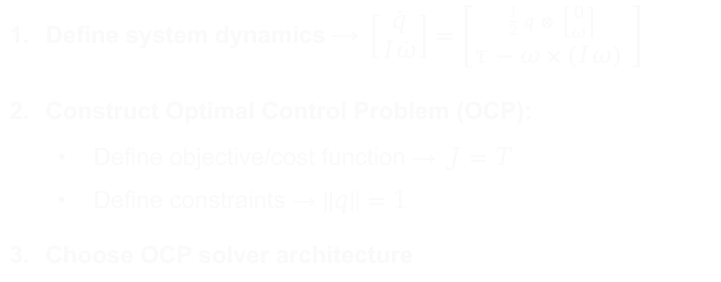 1. Define system dynamics → [q̇ Iω̇] = [½ q ⊗ [0 ω] τ − ω × (Iω)]
2. Construct Optimal Control Problem (OCP):
• Define objective/cost function → J = T
• Define constraints → ||q|| = 1
3. Choose OCP solver architecture